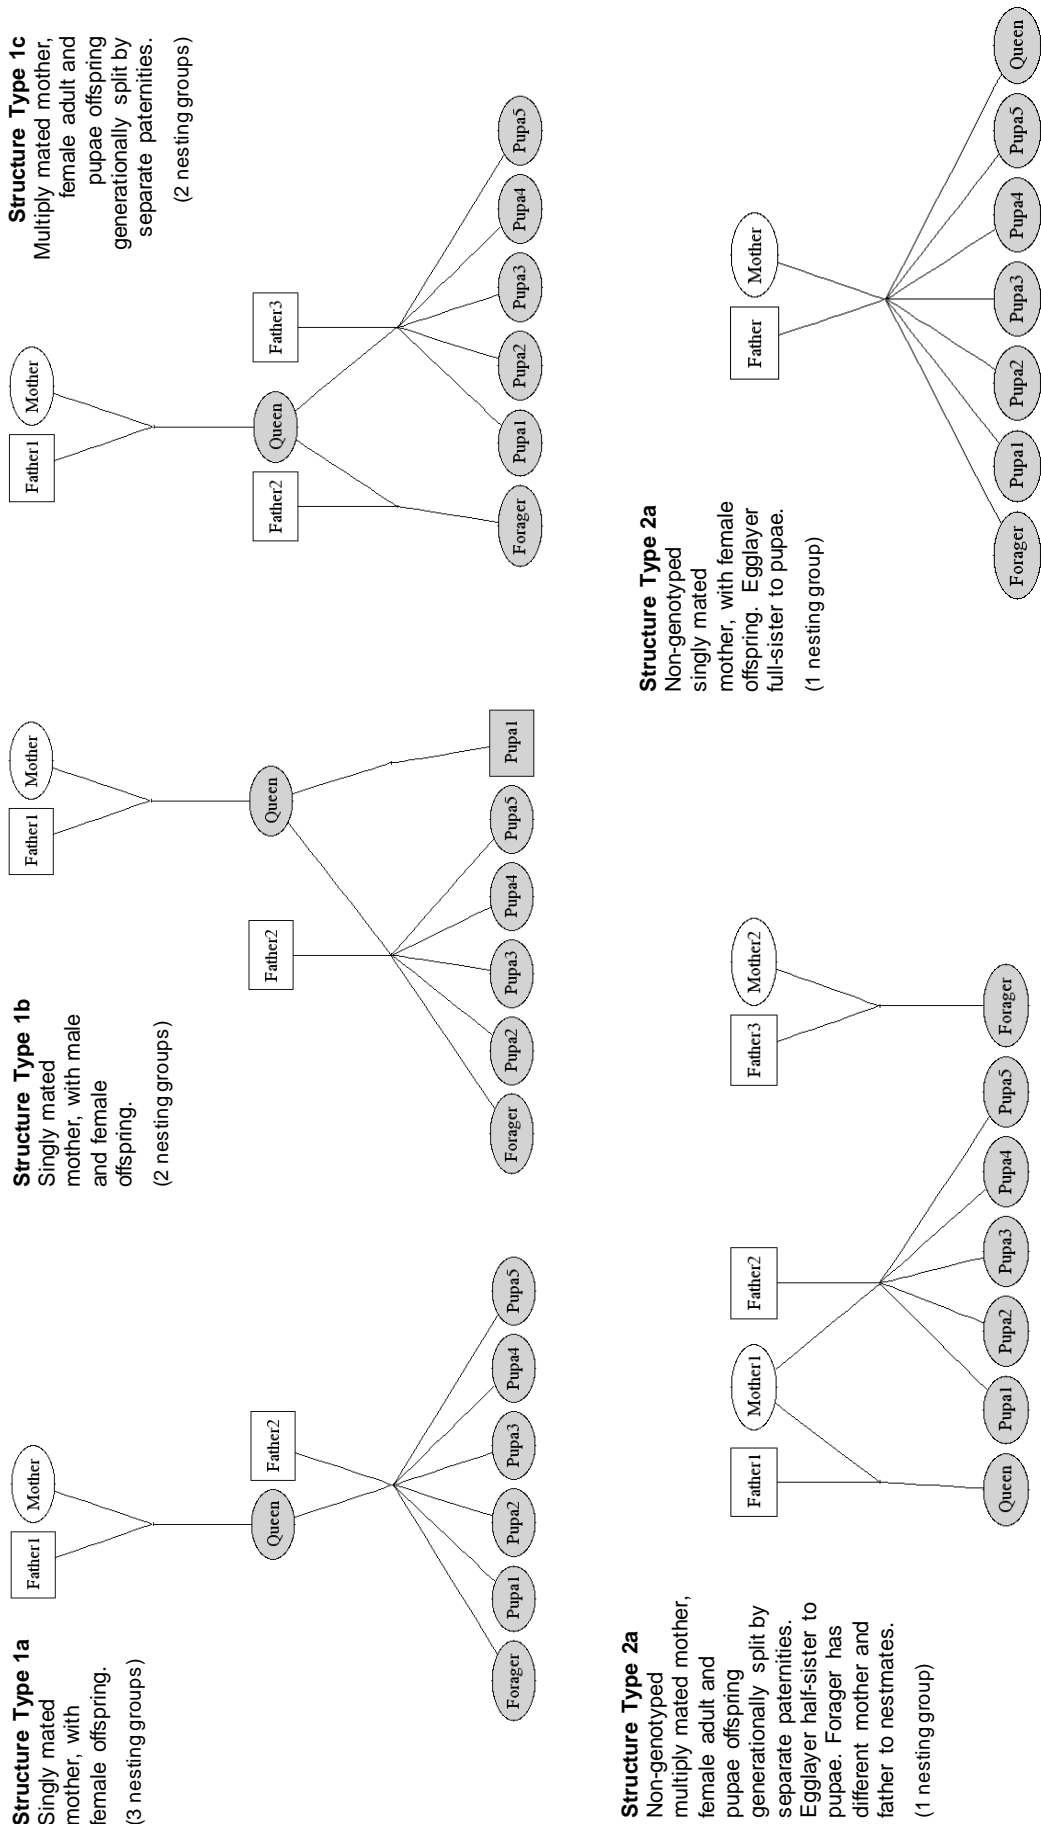 Structure Type 1a
Singly mated
mother, with
female offspring.
(3 nesting groups)
Father1
Mother
Queen
Father2
Forager
Pupa1
Pupa2
Pupa3
Pupa4
Pupa5
Structure Type 1b
Singly mated
mother, with male
and female
offspring.
(2 nesting groups)
Father1
Mother
Father2
Queen
Forager
Pupa2
Pupa3
Pupa4
Pupa5
Pupa1
Structure Type 1c
Multiply mated mother,
female adult and
pupae offspring
generationally split by
separate paternities.
(2 nesting groups)
Father1
Mother
Father2
Queen
Father3
Forager
Pupa1
Pupa2
Pupa3
Pupa4
Pupa5
Structure Type 2a
Non-genotyped
multiply mated mother,
female adult and
pupae offspring
generationally split by
separate paternities.
Egglayer half-sister to
pupae. Forager has
different mother and
father to nestmates.
(1 nesting group)
Father1
Mother1
Father2
Father3
Mother2
Queen
Pupa1
Pupa2
Pupa3
Pupa4
Pupa5
Forager
Structure Type 2a
Non-genotyped
singly mated
mother, with female
offspring. Egglayer
full-sister to pupae.
(1 nesting group)
Father
Mother
Forager
Pupa1
Pupa2
Pupa3
Pupa4
Pupa5
Queen